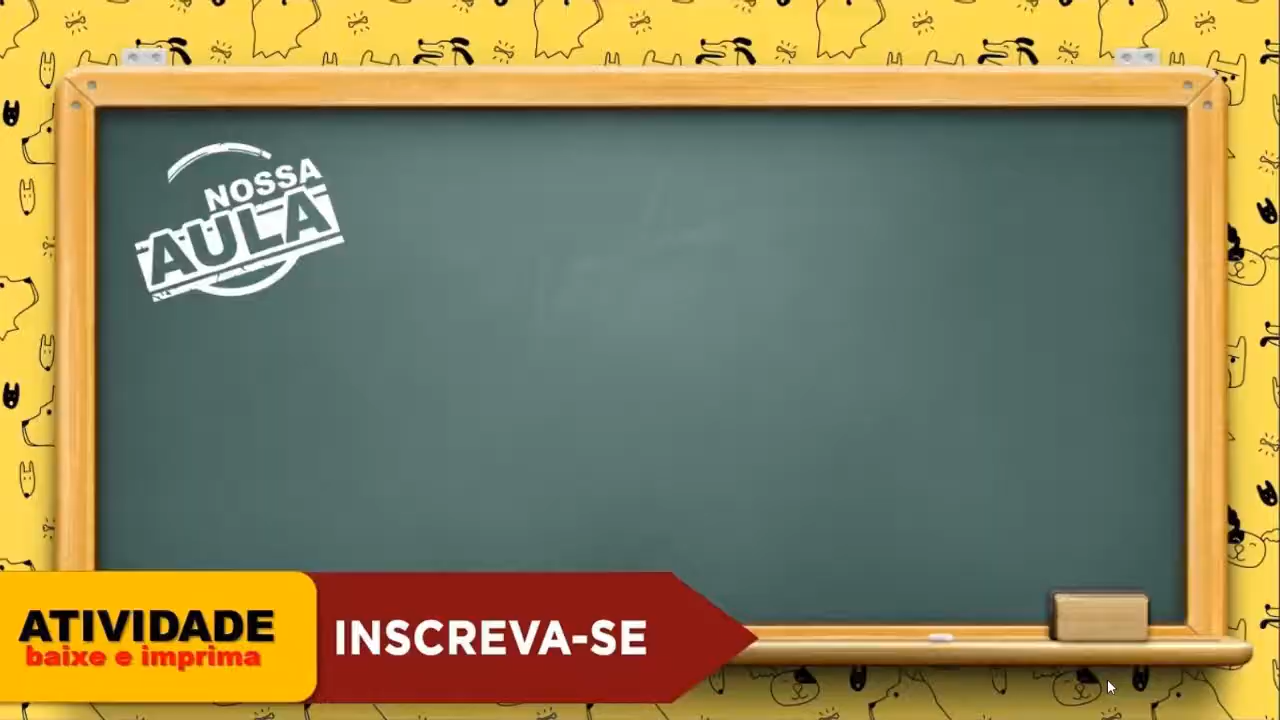 NOSSA
AULA
ATIVIDADE
baixe e imprima
INSCREVA-SE